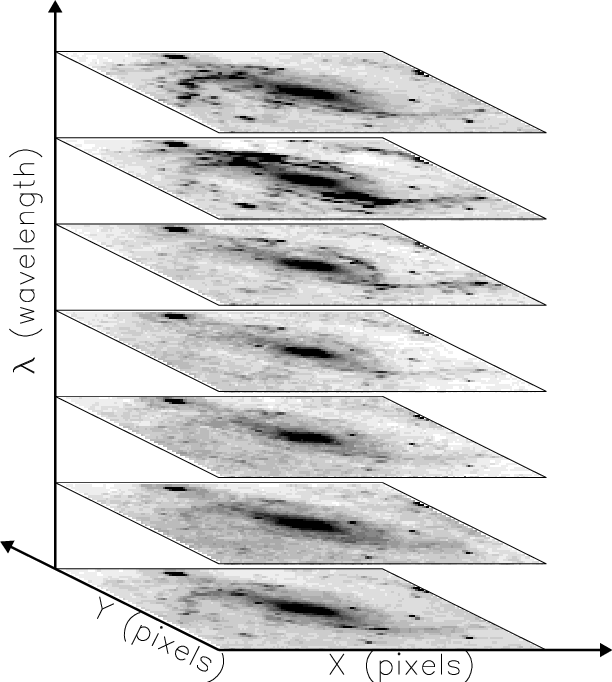 λ (wavelength)
Y (pixels)
X (pixels)